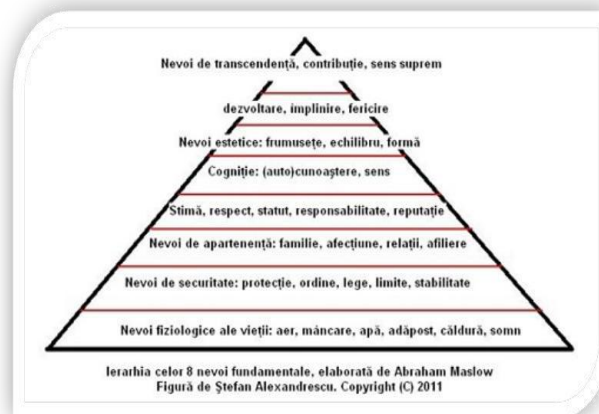 Nevoi de transcendență, contribuție, sens suprem
dezvoltare, împlinire, fericire
Nevoi estetice: frumusețe, echilibru, formă
Cogniție: (auto)cunoaștere, sens
Stimă, respect, statut, responsabilitate, reputație
Nevoi de apartenență: familie, afecțiune, relații, afiliere
Nevoi de securitate: protecție, ordine, lege, limite, stabilitate
Nevoi fiziologice ale vieții: aer, mâncare, apă, adăpost, căldură, somn
Ierarhia celor 8 nevoi fundamentale, elaborată de Abraham Maslow
Figură de Ștefan Alexandrescu. Copyright (C) 2011